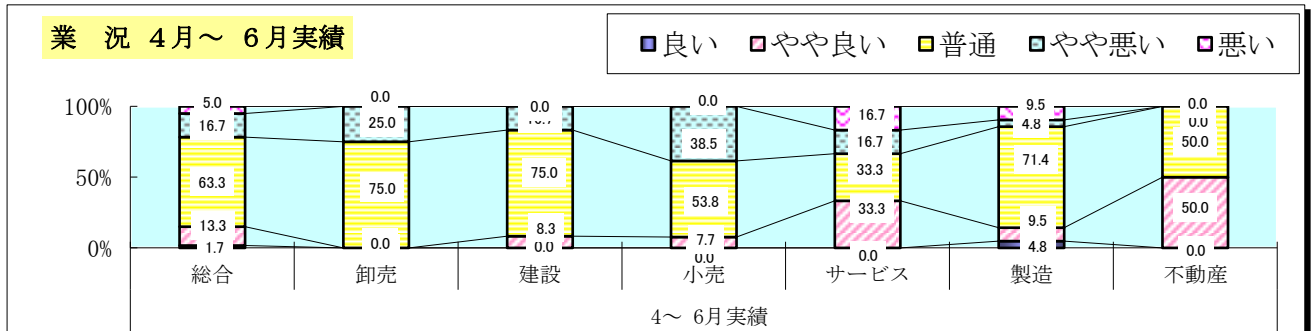 業 況 4月～ 6月実績
良い やや良い 普通 やや悪い 悪い
100%
50%
0%
5.0 0.0 0.0 0.0 16.7 9.5 0.0
16.7 25.0 38.5 16.7 4.8 0.0
63.3 75.0 75.0 53.8 33.3 71.4 50.0
13.3 0.0 8.3 7.7 33.3 9.5 50.0
1.7 0.0 0.0 0.0 4.8 0.0
総合 卸売 建設 小売 サービス 製造 不動産
4～ 6月実績